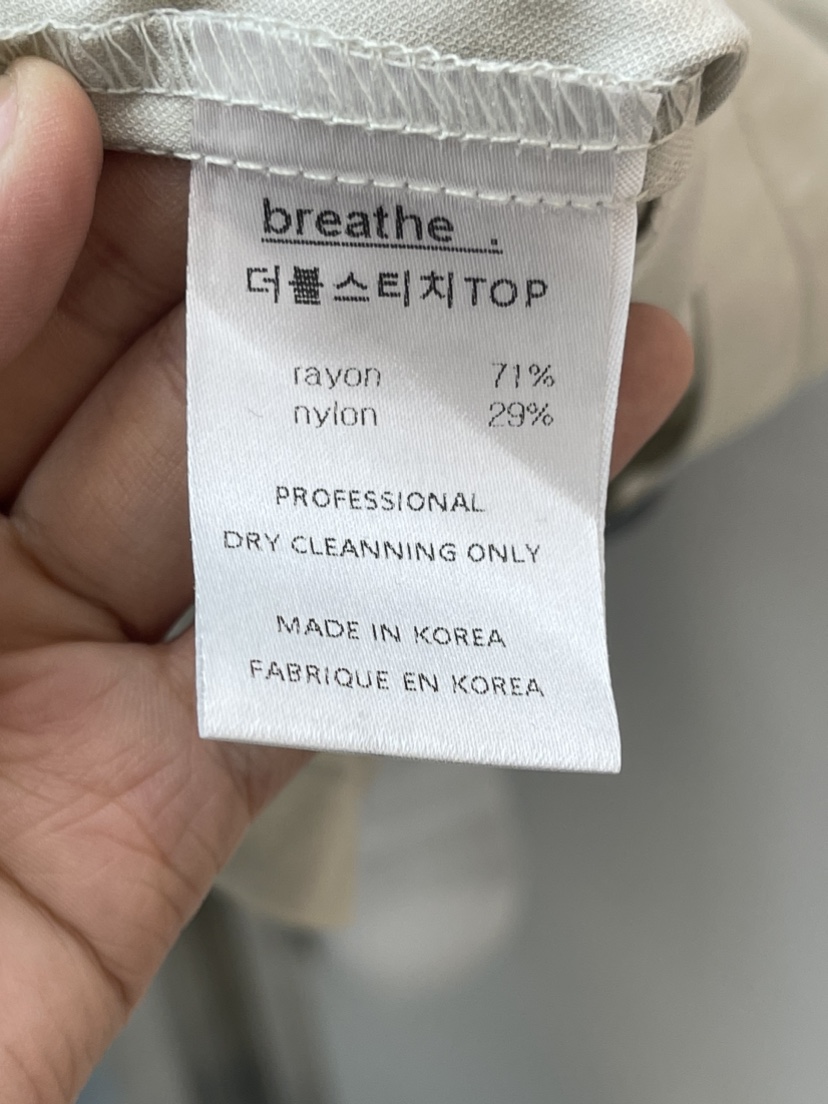 breathe .
더블스티치TOP
rayon 71%
nylon 29%
PROFESSIONAL
DRY CLEANNING ONLY
MADE IN KOREA
FABRIQUE EN KOREA